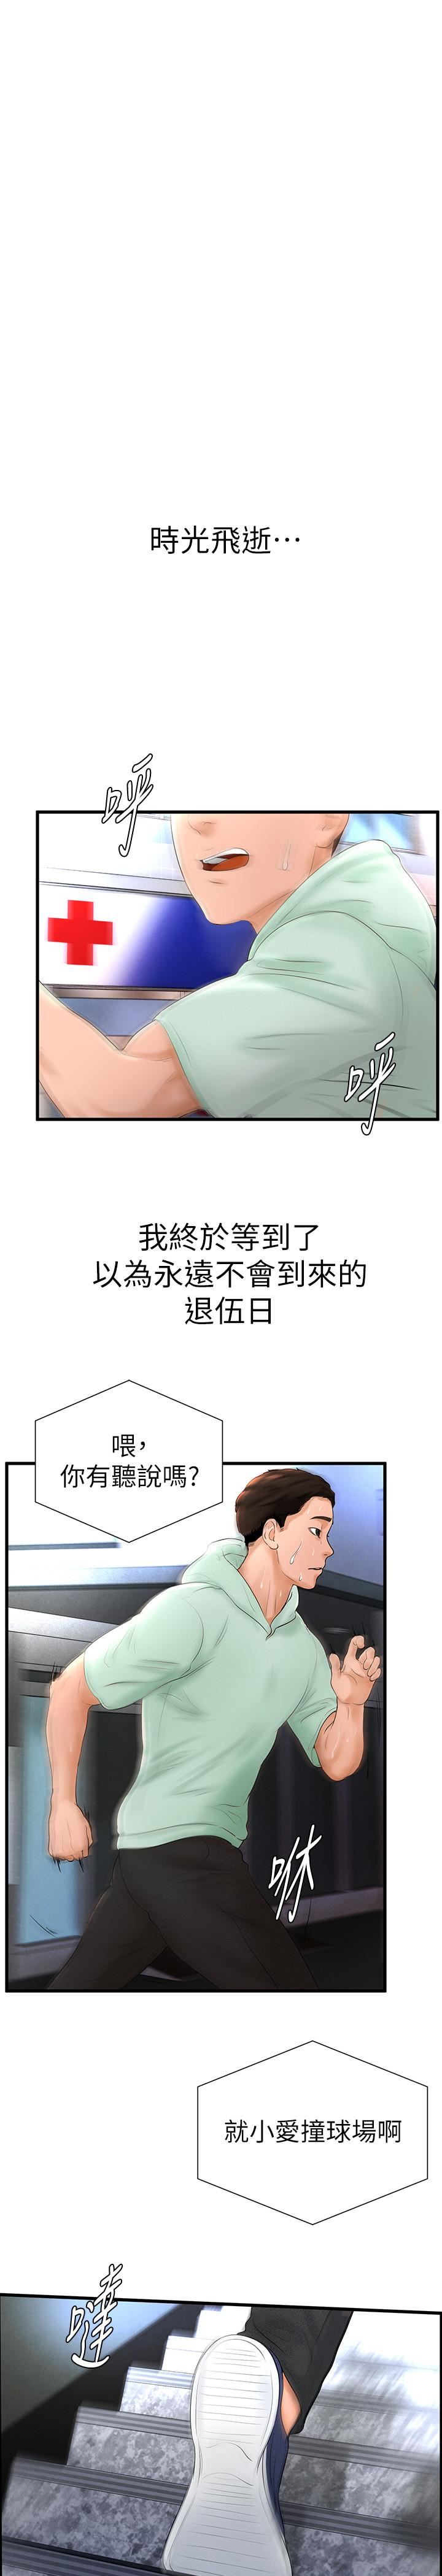 時光飛逝⋯
呼
呼
我終於等到了
以為永遠不會到來的
退伍日
喂，
你有聽說嗎?
咻
就小愛撞球場啊
噠